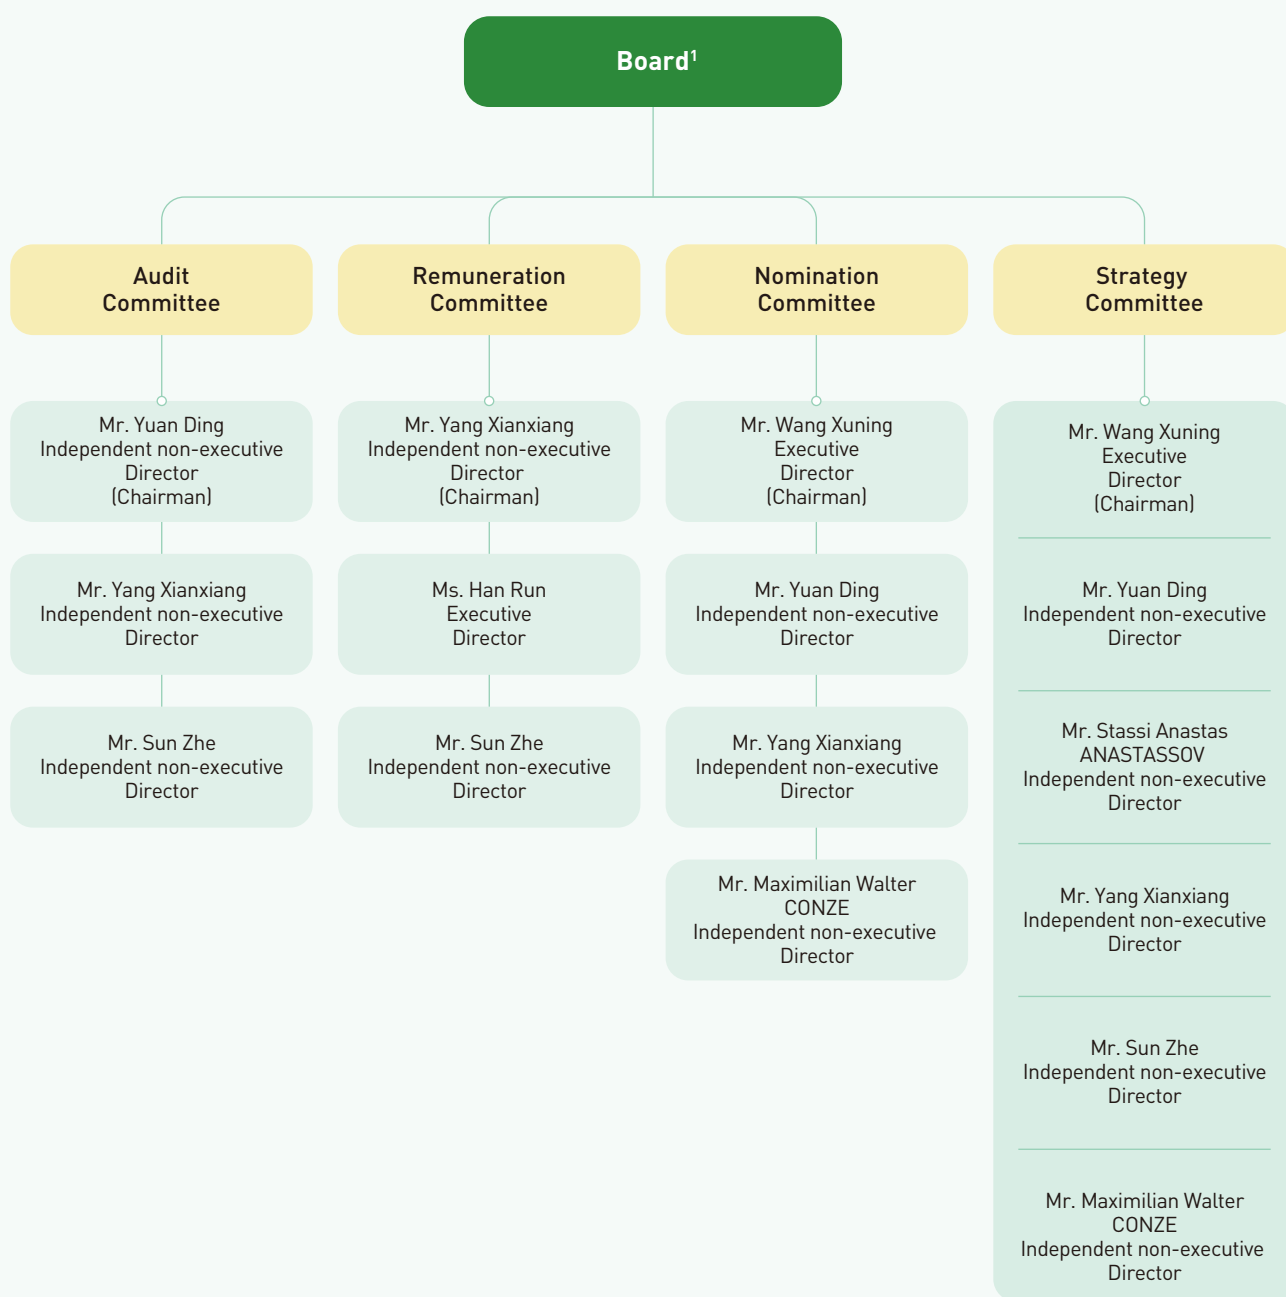 Board¹
Audit
Committee
Mr. Yuan Ding
Independent non-executive
Director
(Chairman)
Mr. Yang Xianxiang
Independent non-executive
Director
Mr. Sun Zhe
Independent non-executive
Director
Remuneration
Committee
Mr. Yang Xianxiang
Independent non-executive
Director
(Chairman)
Ms. Han Run
Executive
Director
Mr. Sun Zhe
Independent non-executive
Director
Nomination
Committee
Mr. Wang Xuning
Executive
Director
(Chairman)
Mr. Yuan Ding
Independent non-executive
Director
Mr. Yang Xianxiang
Independent non-executive
Director
Mr. Maximilian Walter
CONZE
Independent non-executive
Director
Strategy
Committee
Mr. Wang Xuning
Executive
Director
(Chairman)
Mr. Yuan Ding
Independent non-executive
Director
Mr. Stassi Anastas
ANASTASSOV
Independent non-executive
Director
Mr. Yang Xianxiang
Independent non-executive
Director
Mr. Sun Zhe
Independent non-executive
Director
Mr. Maximilian Walter
CONZE
Independent non-executive
Director